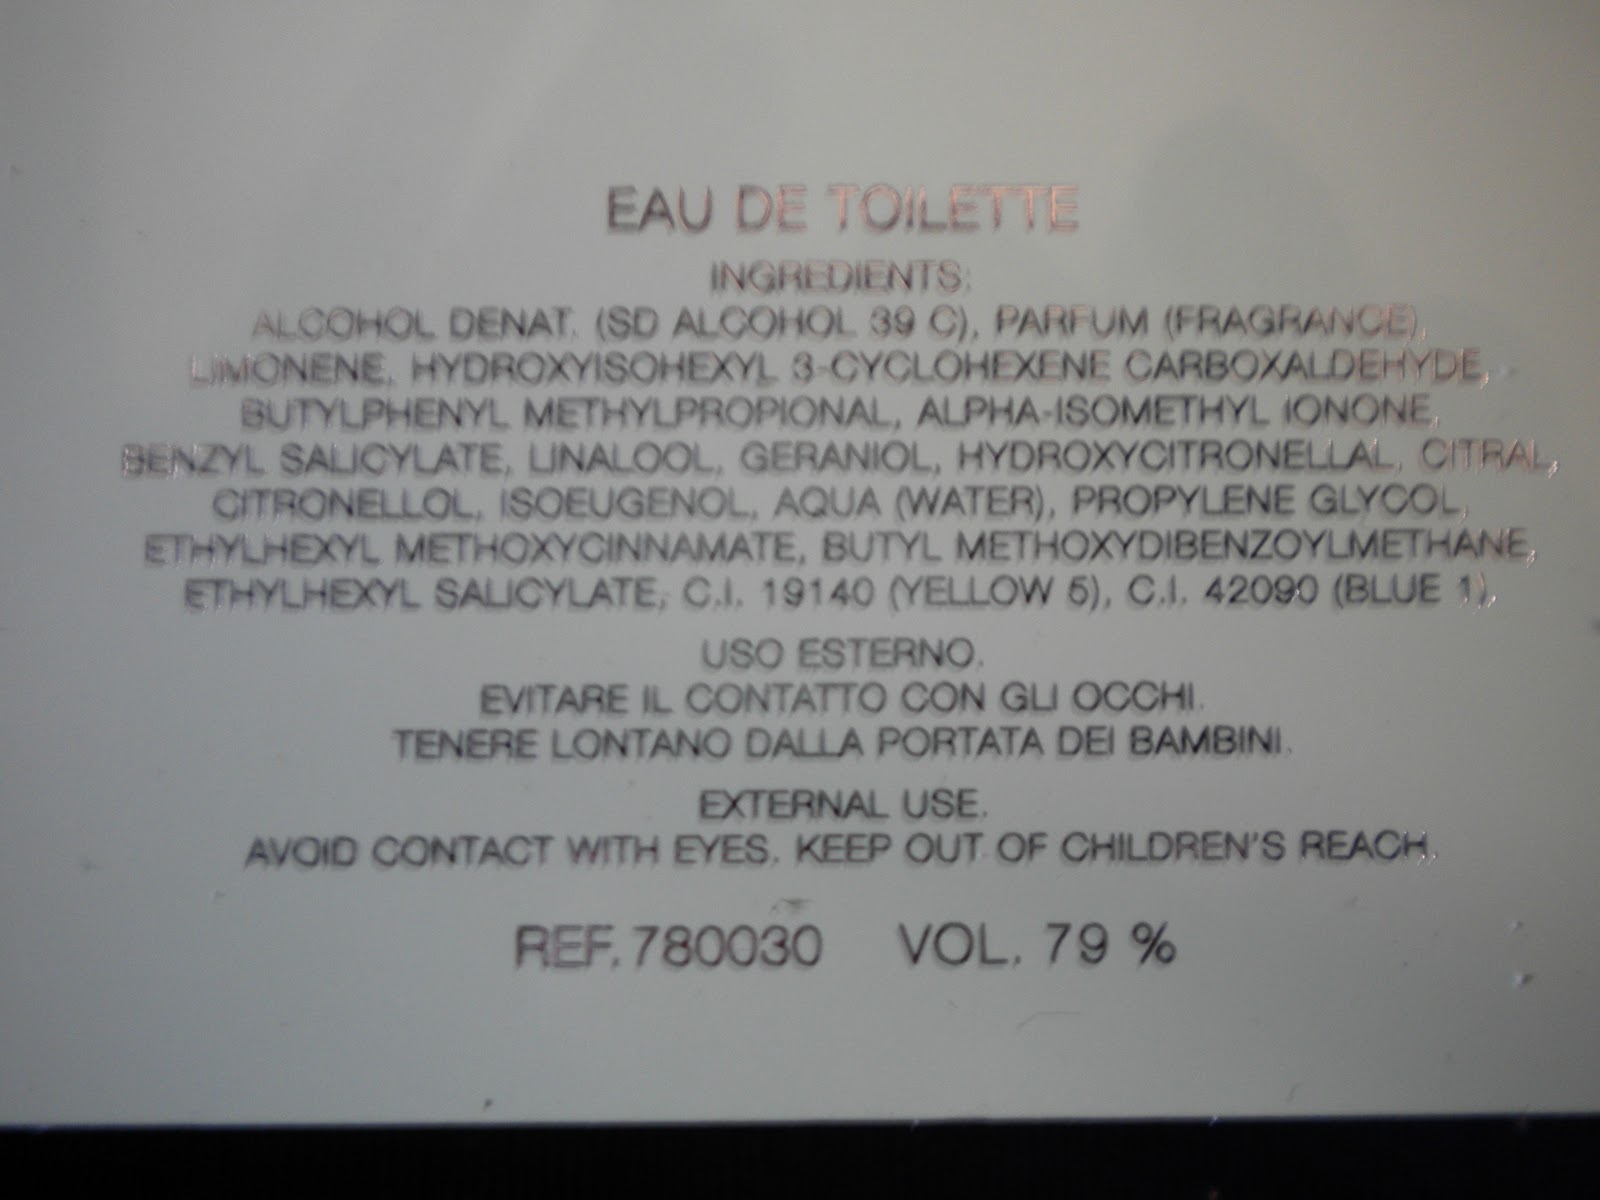 EAU DE TOILETTE
INGREDIENTS:
ALCOHOL DENAT. (SD ALCOHOL 39 C), PARFUM (FRAGRANCE),
LIMONENE, HYDROXYISOHEXYL 3-CYCLOHEXENE CARBOXALDEHYDE,
BUTYLPHENYL METHYLPROPIONAL, ALPHA-ISOMETHYL IONONE,
BENZYL SALICYLATE, LINALOOL, GERANIOL, HYDROXYCITRONELLAL, CITRAL,
CITRONELLOL, ISOEUGENOL, AQUA (WATER), PROPYLENE GLYCOL,
ETHYLHEXYL METHOXYCINNAMATE, BUTYL METHOXYDIBENZOYLMETHANE,
ETHYLHEXYL SALICYLATE, C.I. 19140 (YELLOW 5), C.I. 42090 (BLUE 1).
USO ESTERNO.
EVITARE IL CONTATTO CON GLI OCCHI.
TENERE LONTANO DALLA PORTATA DEI BAMBINI.
EXTERNAL USE.
AVOID CONTACT WITH EYES. KEEP OUT OF CHILDREN'S REACH.
REF. 780030 VOL. 79 %